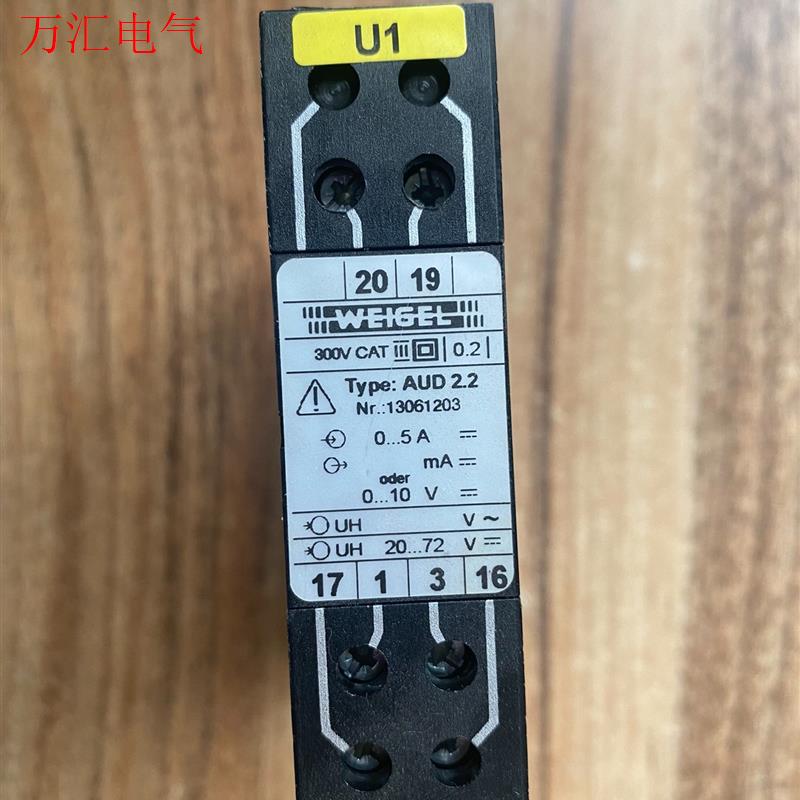 万汇电气
U1
20 19
WEIGEL
300V CAT III 0.2
Type: AUD 2.2
Nr.:13061203
0...5 A
mA
oder
0...10 V
UH V ~
UH 20...72 V
17 1 3 16